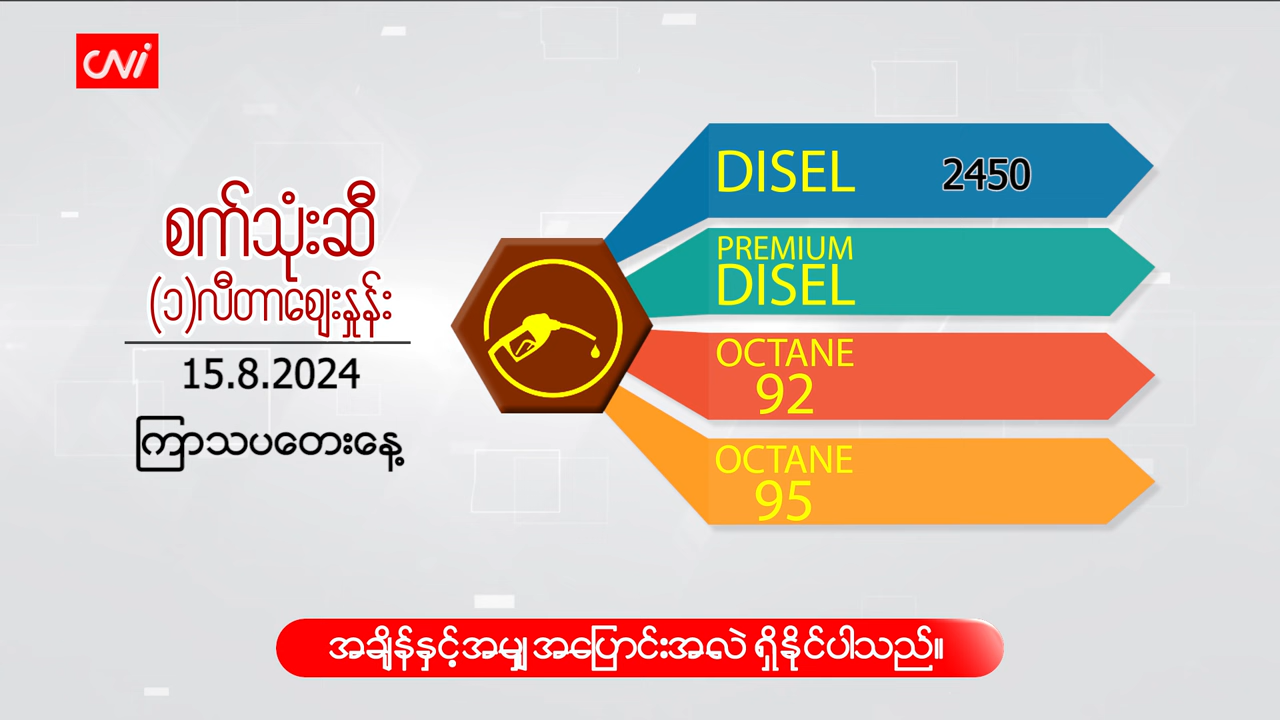 CNi
စက်သုံးဆီ
(၁)လီတာဈေးနှုန်း
15.8.2024
ကြာသပတေးနေ့
DISEL 2450
PREMIUM
DISEL
OCTANE
92
OCTANE
95
အချိန်နှင့်အမျှ အပြောင်းအလဲ ရှိနိုင်ပါသည်။